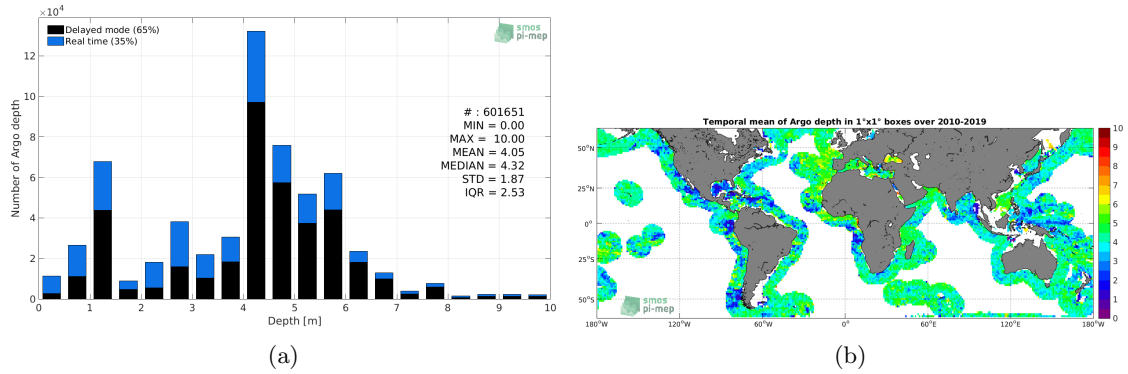 ×10⁴
Delayed mode (65%)
Real time (35%)
smos
pi-mep
12
10
8
6
4
2
0
Number of Argo depth
# : 601651
MIN = 0.00
MAX = 10.00
MEAN = 4.05
MEDIAN = 4.32
STD = 1.87
IQR = 2.53
0 1 2 3 4 5 6 7 8 9 10
Depth [m]
(a)
Temporal mean of Argo depth in 1°x1° boxes over 2010-2019
50°N
25°N
0°
25°S
50°S
smos
pi-mep
180°W 120°W 60°W 0° 60°E 120°E 180°W
10
9
8
7
6
5
4
3
2
1
0
(b)